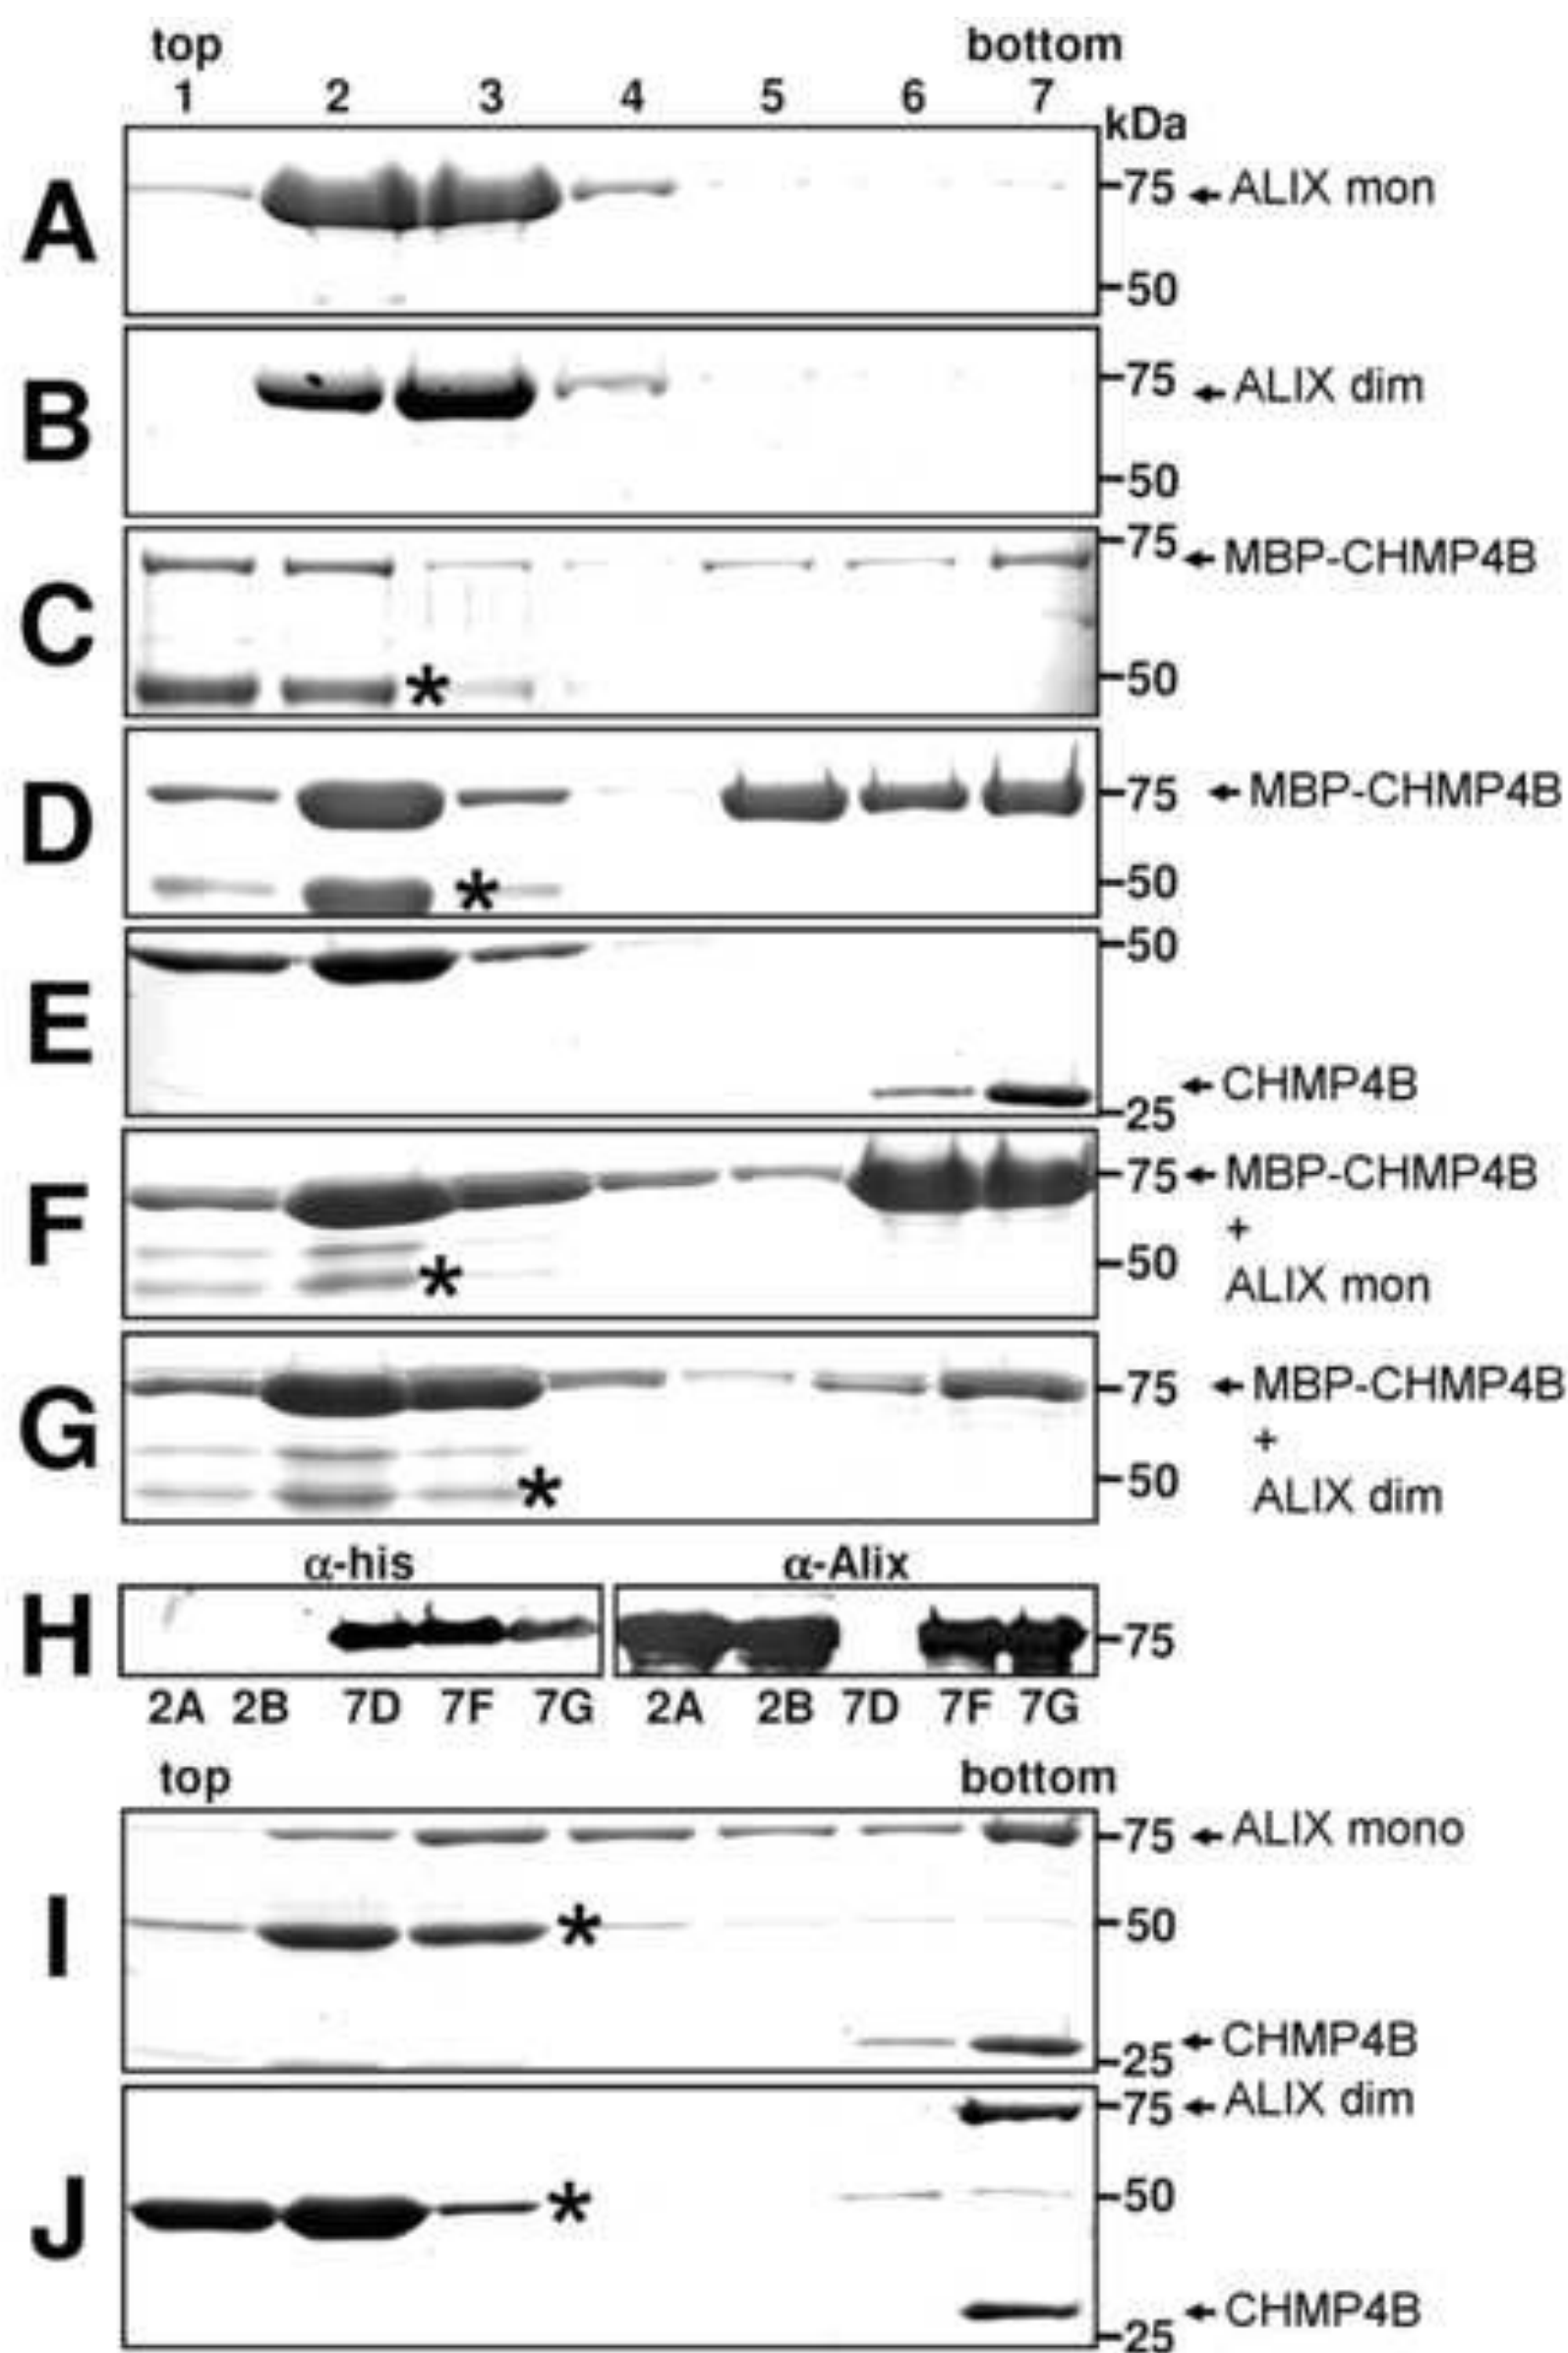 top bottom
1 2 3 4 5 6 7
kDa
A
75 ALIX mon
50
B
75 ALIX dim
50
C
75 MBP-CHMP4B
* 50
D
75 MBP-CHMP4B
* 50
E
50
CHMP4B
25
F
75 MBP-CHMP4B
+
* 50
ALIX mon
G
75 MBP-CHMP4B
+
* 50
ALIX dim
α-his α-Alix
H
75
2A 2B 7D 7F 7G 2A 2B 7D 7F 7G
top bottom
I
75 ALIX mono
* 50
CHMP4B
25
J
75 ALIX dim
* 50
CHMP4B
25